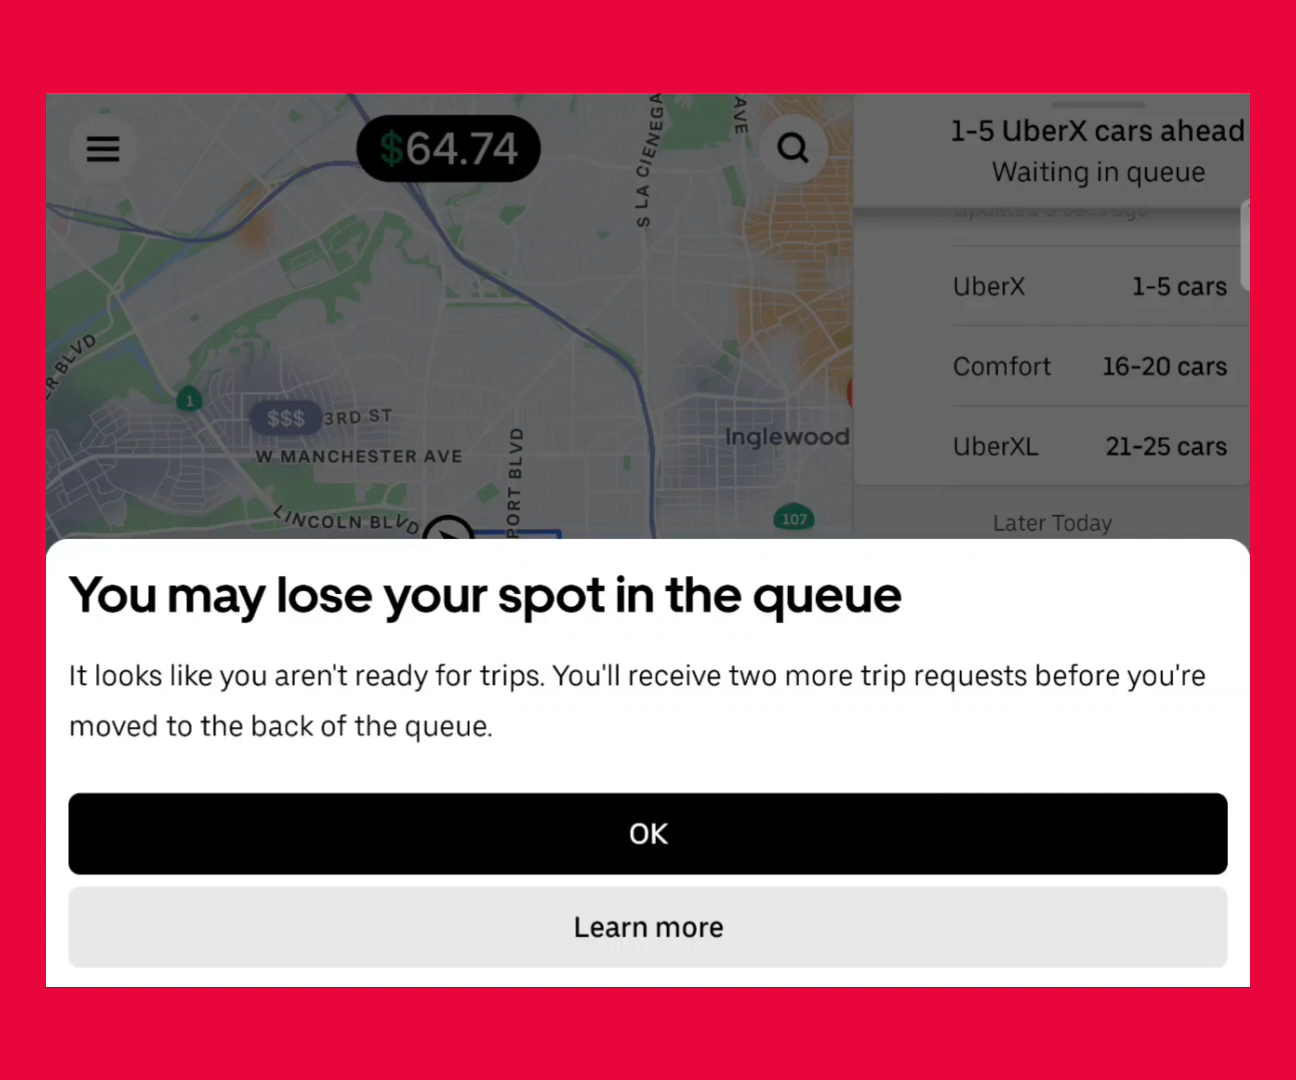 $64.74
S LA CIENEGA
AVE
1-5 UberX cars ahead
Waiting in queue
UberX 1-5 cars
Comfort 16-20 cars
UberXL 21-25 cars
Later Today
R BLVD
1
$$$
3RD ST
W MANCHESTER AVE
PORT BLVD
Inglewood
LINCOLN BLVD
107
You may lose your spot in the queue
It looks like you aren't ready for trips. You'll receive two more trip requests before you're
moved to the back of the queue.
OK
Learn more